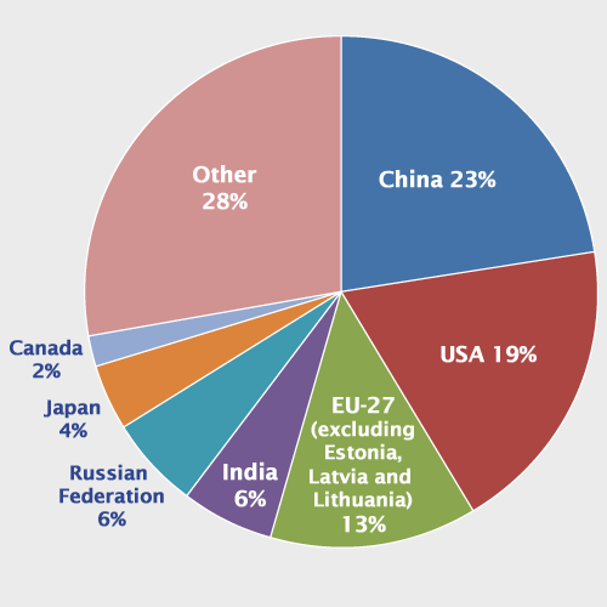 Other
28%
China 23%
USA 19%
EU-27
(excluding
Estonia,
Latvia and
Lithuania)
13%
India
6%
Russian
Federation
6%
Japan
4%
Canada
2%